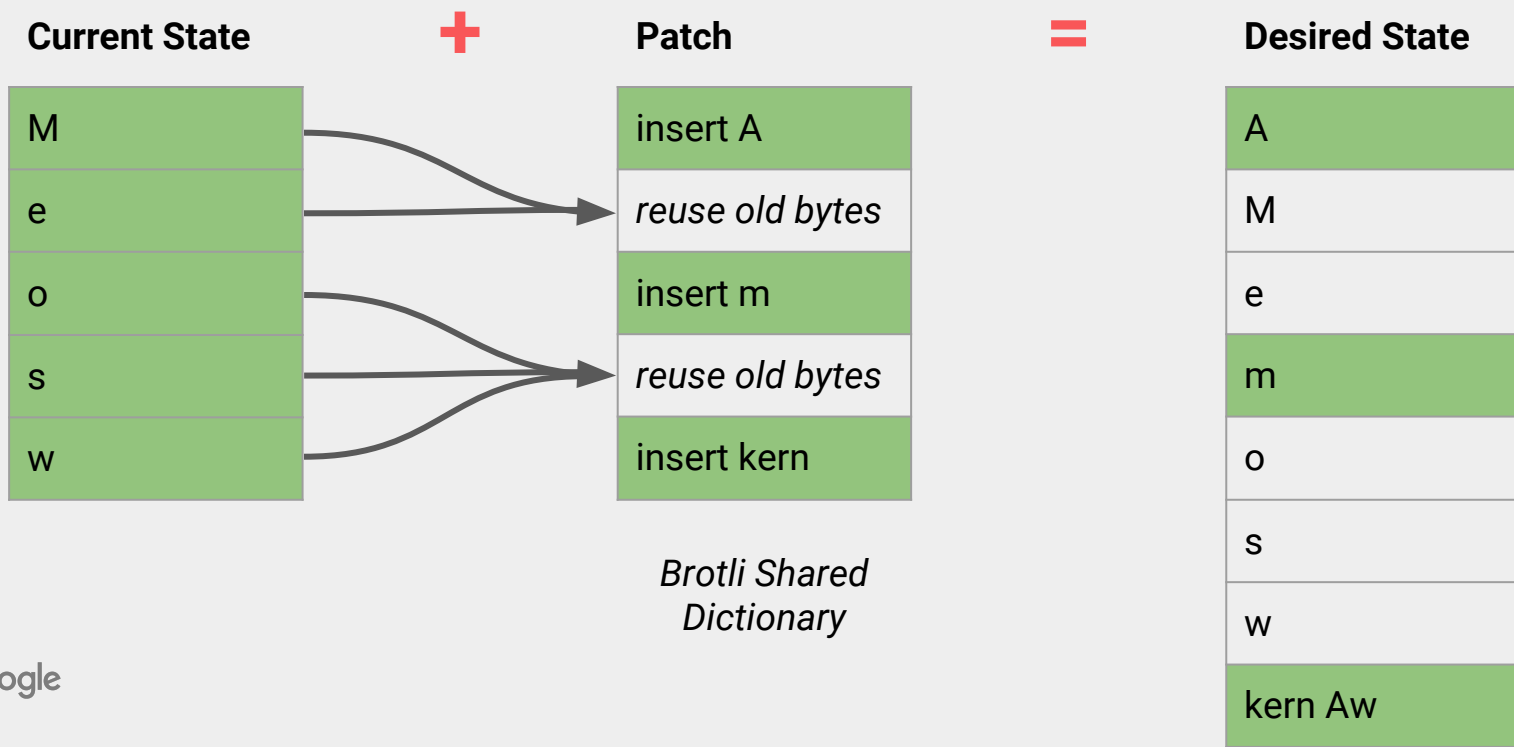 Current State + Patch = Desired State
M
e
o
s
w
insert A
reuse old bytes
insert m
reuse old bytes
insert kern
Brotli Shared
Dictionary
A
M
e
m
o
s
w
kern Aw
ogle